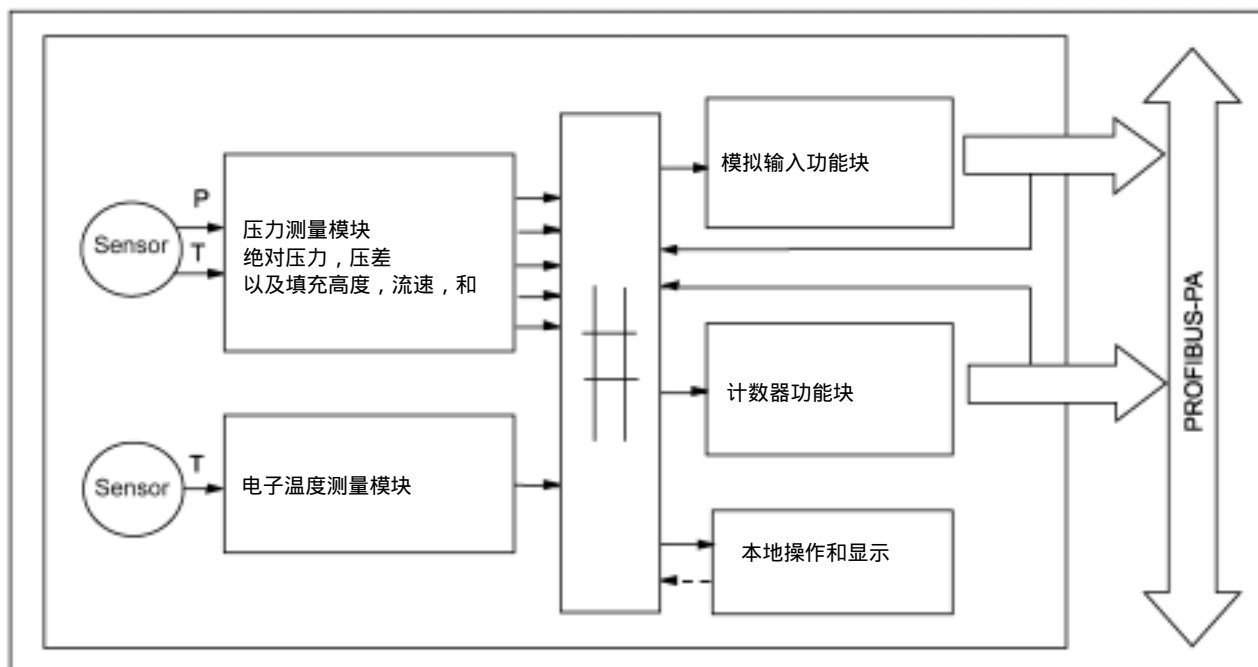 模拟输入功能块
P
Sensor
T
压力测量模块
绝对压力，压差
以及填充高度，流速，和
计数器功能块
PROFIBUS-PA
T
Sensor
电子温度测量模块
本地操作和显示